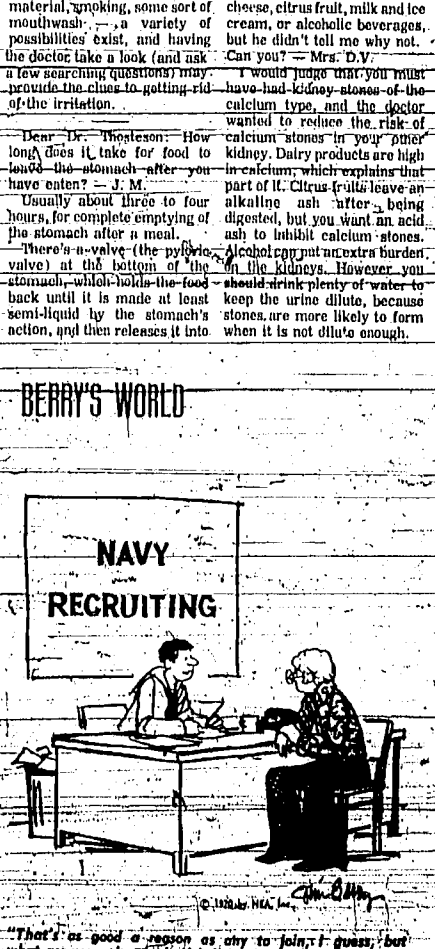 material, smoking, some sort of
mouthwash — a variety of
possibilities exist, and having
the doctor take a look (and ask
a few searching questions) may
provide the clues to getting rid
of the irritation.
Dear Dr. Thosteson: How
long does it take for food to
leave the stomach after you
have eaten? — J. M.
Usually about three to four
hours, for complete emptying of
the stomach after a meal.
There's a valve (the pyloric
valve) at the bottom of the
stomach, which holds the food
back until it is made at least
semi-liquid by the stomach's
action, and then releases it into
cheese, citrus fruit, milk and ice
cream, or alcoholic beverages,
but he didn't tell me why not.
Can you? — Mrs. D.V.
I would judge that you must
have had kidney stones of the
calcium type, and the doctor
wanted to reduce the risk of
calcium stones in your other
kidney. Dairy products are high
in calcium, which explains that
part of it. Citrus fruits leave an
alkaline ash after being
digested, but you want an acid
ash to inhibit calcium stones.
Alcohol can put an extra burden
on the kidneys. However you
should drink plenty of water to
keep the urine dilute, because
stones are more likely to form
when it is not dilute enough.
BERRY'S WORLD
NAVY
RECRUITING
Jim Berry
© by NEA, Inc.
"That's as good a reason as any to join, I guess, but